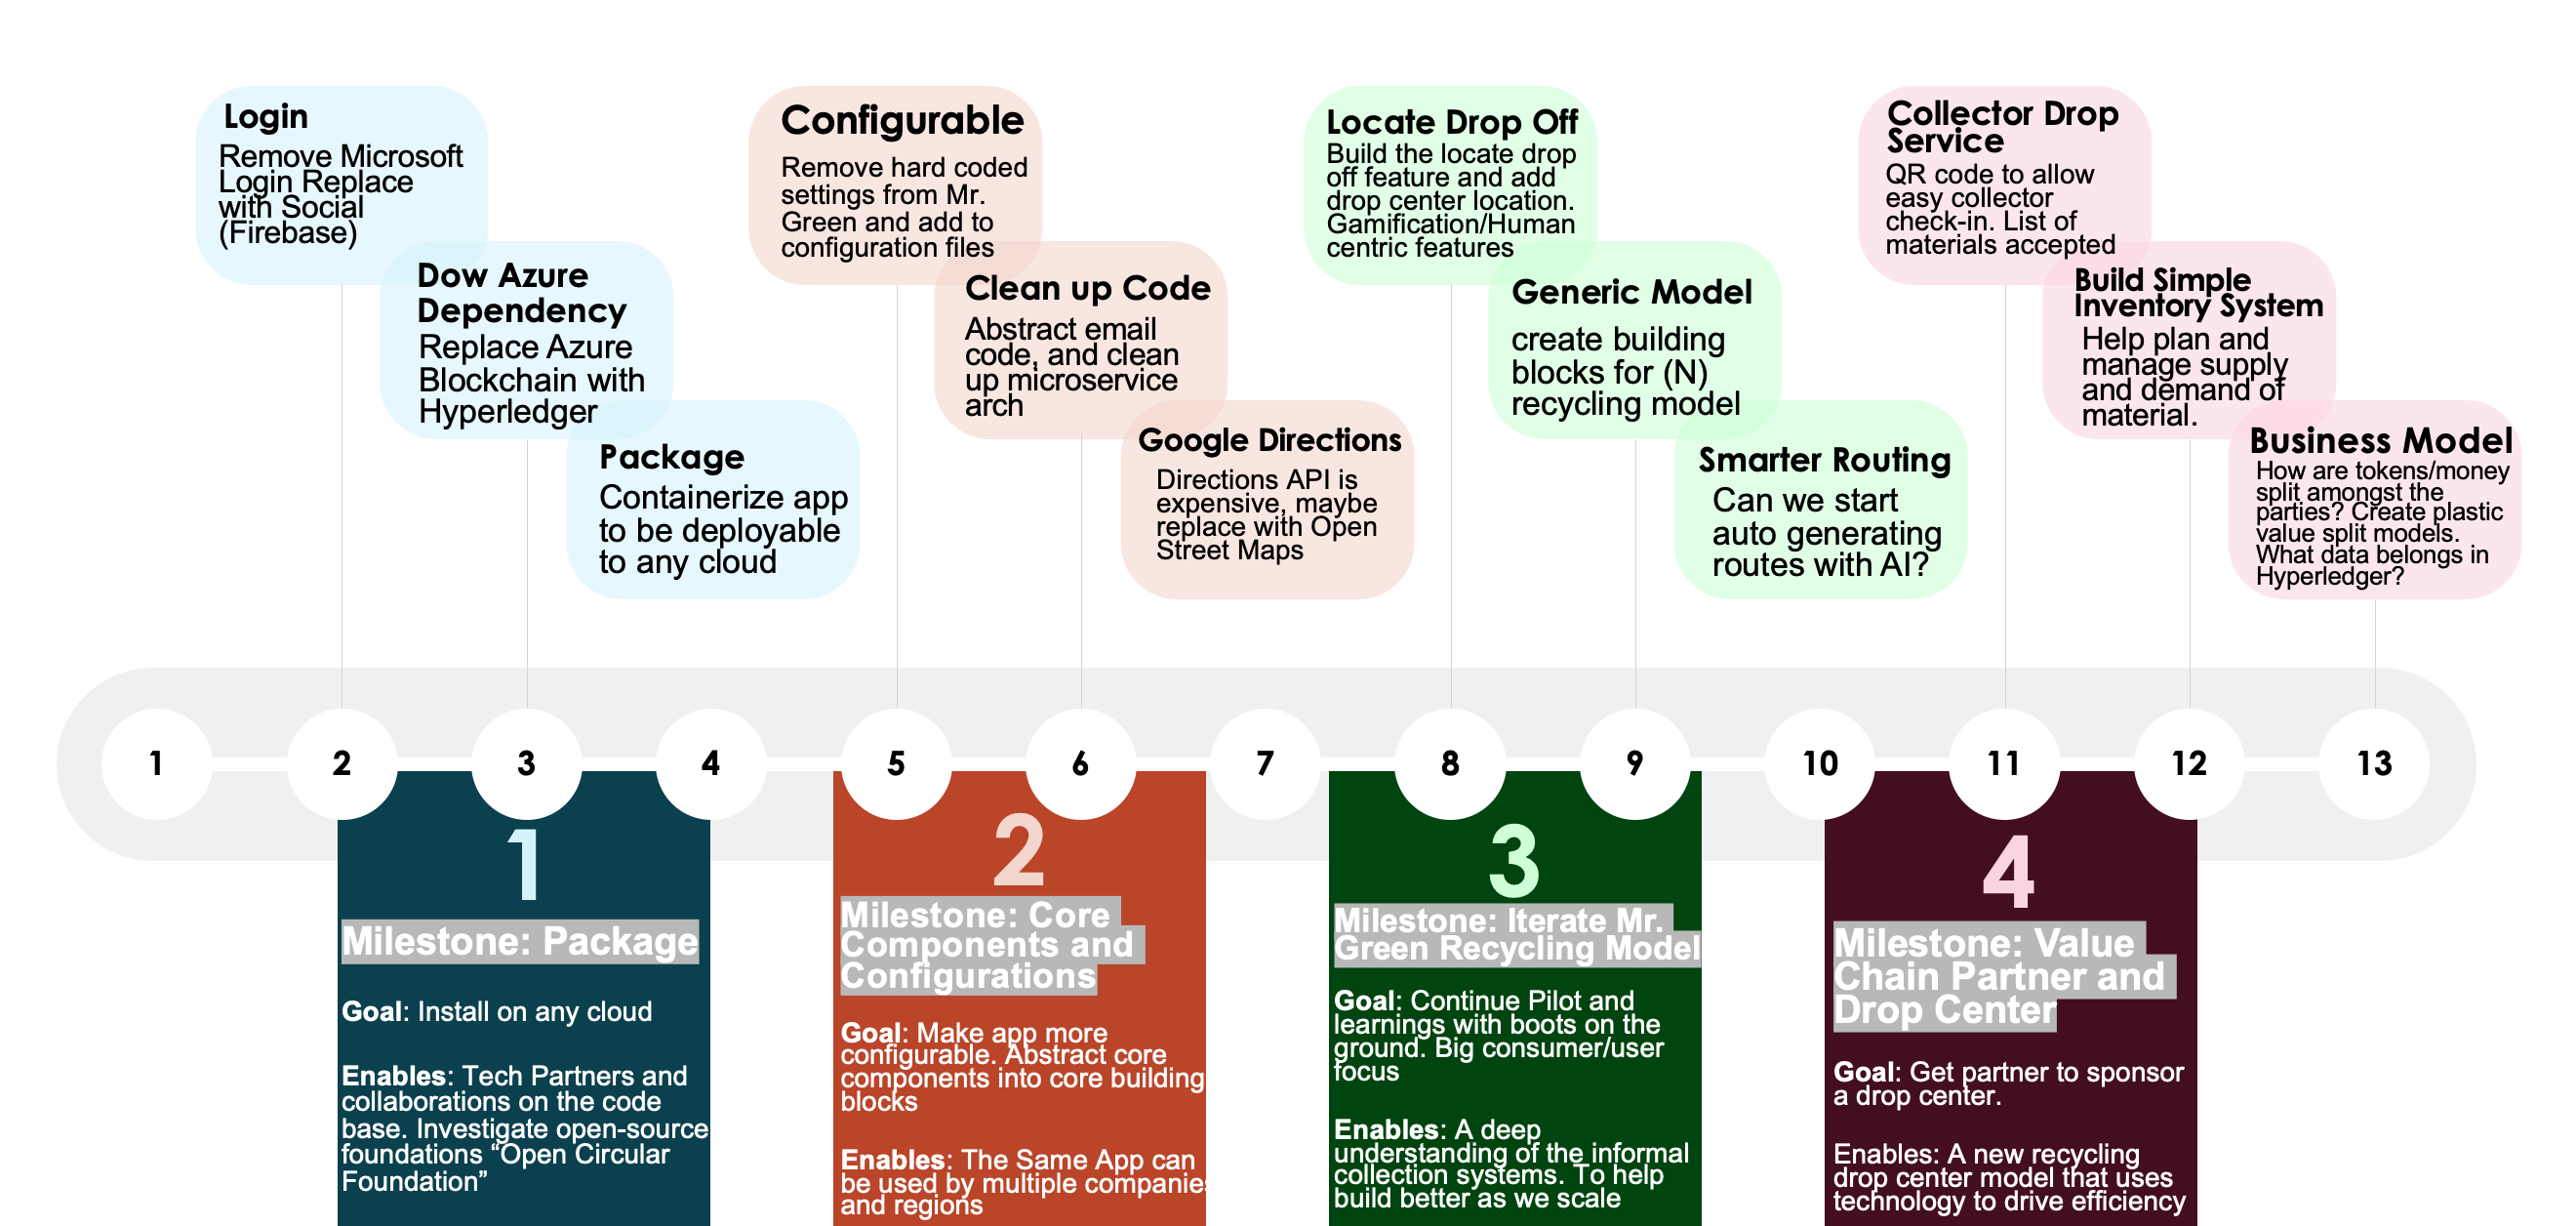 Login
Remove Microsoft
Login Replace
with Social
(Firebase)
Dow Azure
Dependency
Replace Azure
Blockchain with
Hyperledger
Package
Containerize app
to be deployable
to any cloud
Configurable
Remove hard coded
settings from Mr.
Green and add to
configuration files
Clean up Code
Abstract email
code, and clean
up microservice
arch
Google Directions
Directions API is
expensive, maybe
replace with Open
Street Maps
Locate Drop Off
Build the locate drop
off feature and add
drop center location.
Gamification/Human
centric features
Generic Model
create building
blocks for (N)
recycling model
Smarter Routing
Can we start
auto generating
routes with AI?
Collector Drop
Service
QR code to allow
easy collector
check-in. List of
materials accepted
Build Simple
Inventory System
Help plan and
manage supply
and demand of
material.
Business Model
How are tokens/money
split amongst the
parties? Create plastic
value split models.
What data belongs in
Hyperledger?
1 2 3 4 5 6 7 8 9 10 11 12 13
1
Milestone: Package
Goal: Install on any cloud
Enables: Tech Partners and
collaborations on the code
base. Investigate open-source
foundations “Open Circular
Foundation”
2
Milestone: Core
Components and
Configurations
Goal: Make app more
configurable. Abstract core
components into core building
blocks
Enables: The Same App can
be used by multiple companies
and regions
3
Milestone: Iterate Mr.
Green Recycling Model
Goal: Continue Pilot and
learnings with boots on the
ground. Big consumer/user
focus
Enables: A deep
understanding of the informal
collection systems. To help
build better as we scale
4
Milestone: Value
Chain Partner and
Drop Center
Goal: Get partner to sponsor
a drop center.
Enables: A new recycling
drop center model that uses
technology to drive efficiency